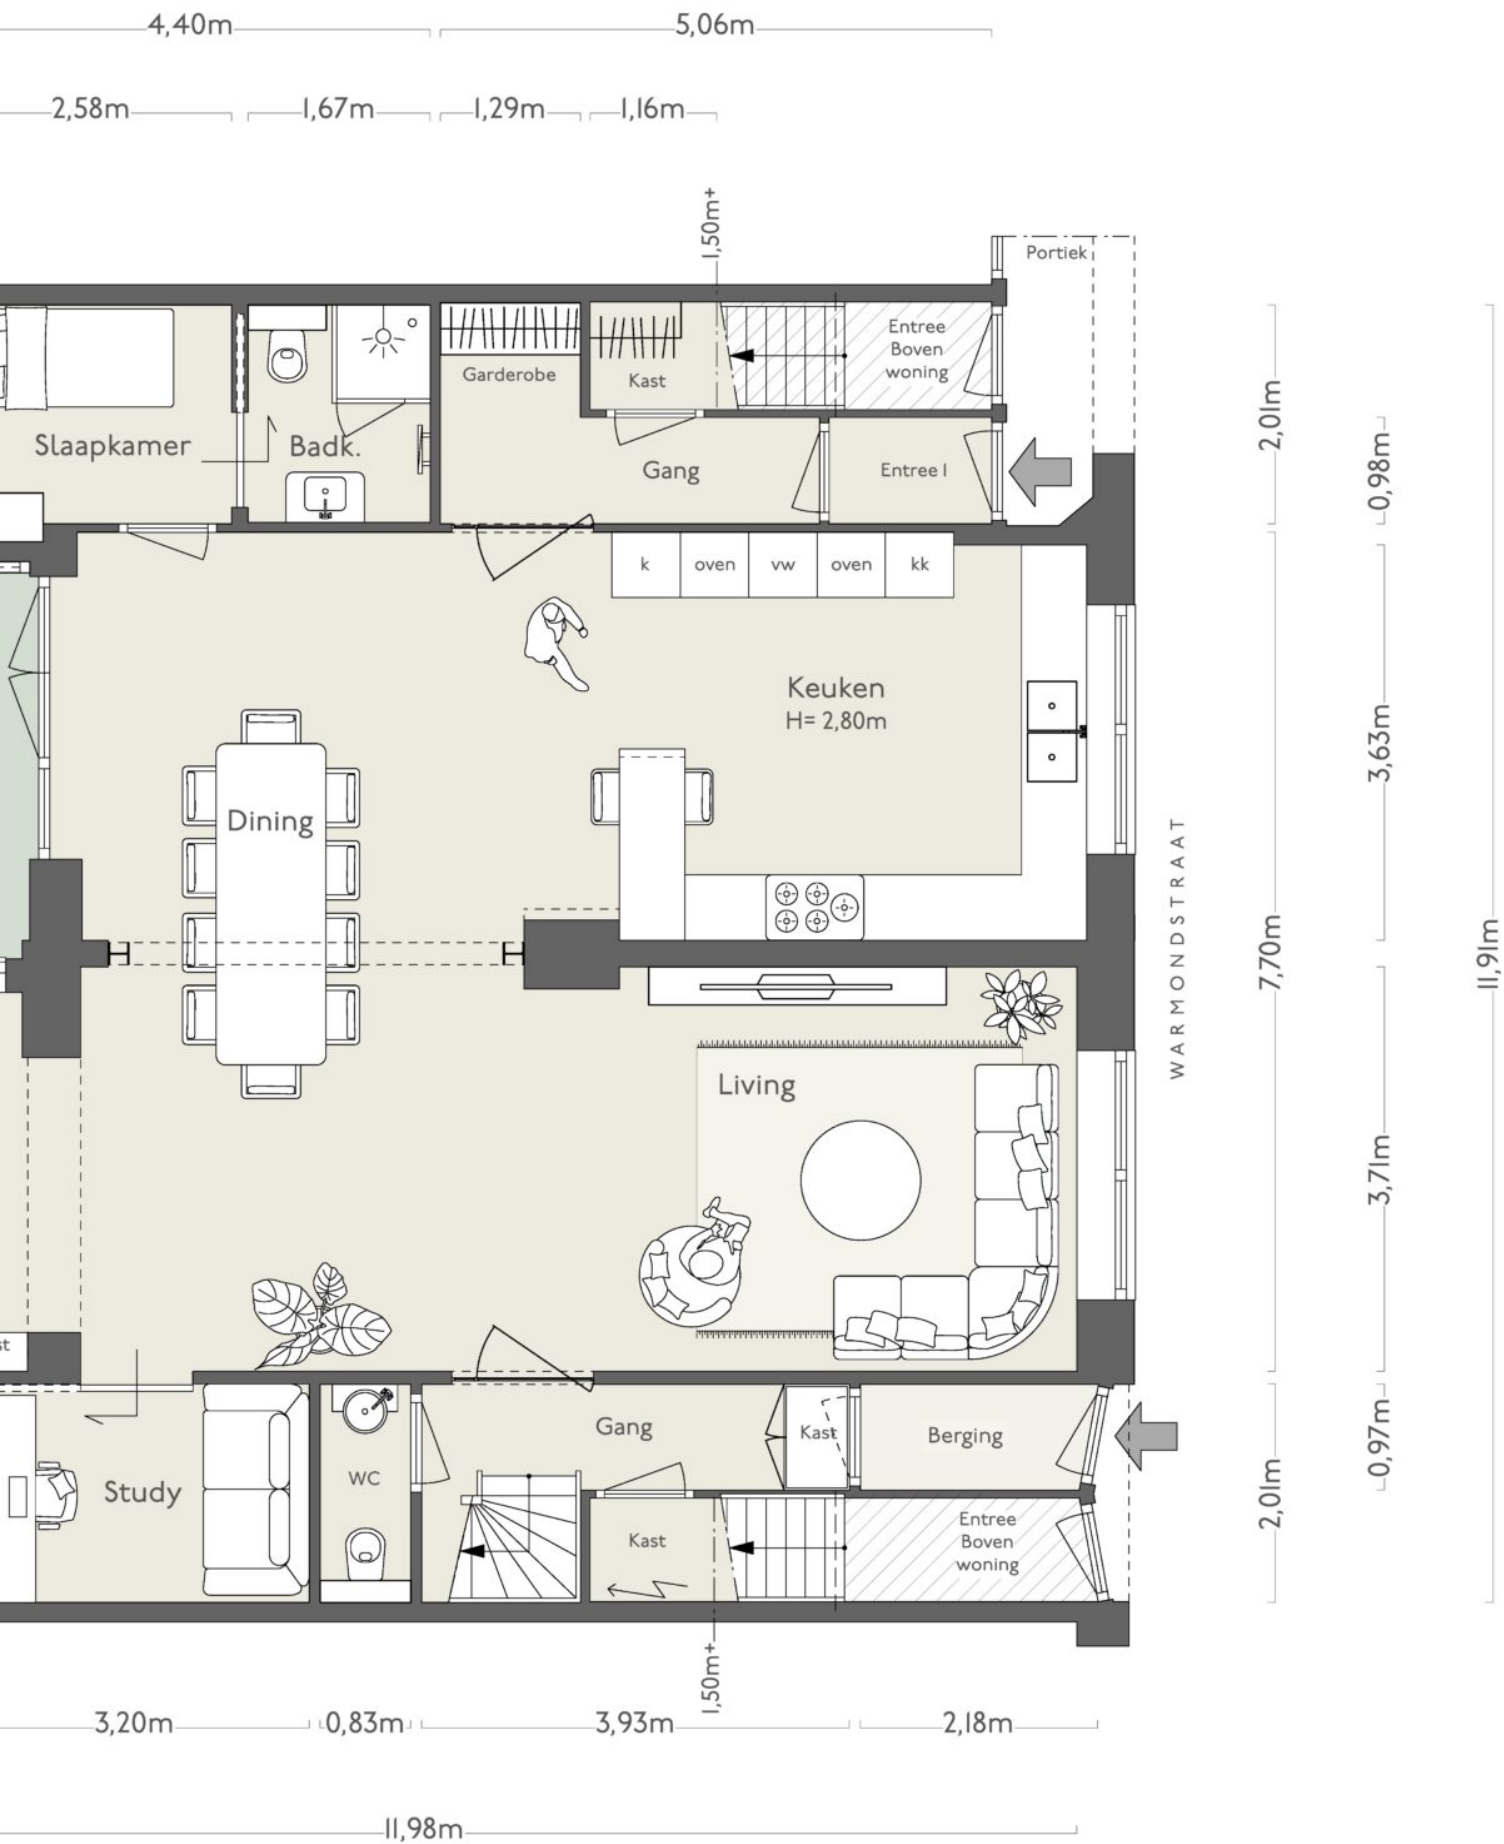 4,40m
5,06m
2,58m
1,67m
1,29m
1,16m
1,50m+
Portiek
Entree
Boven
woning
Garderobe
Kast
2,01m
0,98m
Slaapkamer
Badk.
Gang
Entree 1
k
oven
vw
oven
kk
Keuken
H= 2,80m
3,63m
Dining
WARMONDSTRAAT
7,70m
11,91m
Living
3,71m
st
Gang
Kast
Berging
0,97m
WC
Study
2,01m
Kast
Entree
Boven
woning
1,50m+
3,20m
0,83m
3,93m
2,18m
11,98m